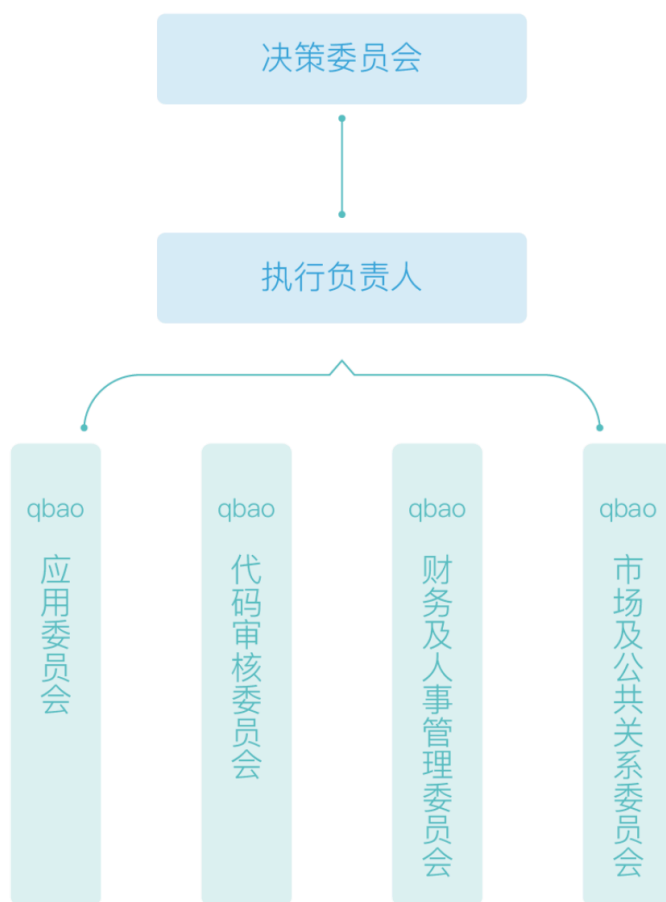 决策委员会
执行负责人
qbao
应用委员会
qbao
代码审核委员会
qbao
财务及人事管理委员会
qbao
市场及公共关系委员会